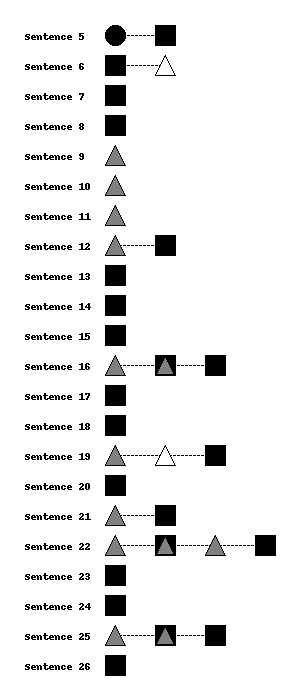 Sentence 5
Sentence 6
Sentence 7
Sentence 8
Sentence 9
Sentence 10
Sentence 11
Sentence 12
Sentence 13
Sentence 14
Sentence 15
Sentence 16
Sentence 17
Sentence 18
Sentence 19
Sentence 20
Sentence 21
Sentence 22
Sentence 23
Sentence 24
Sentence 25
Sentence 26